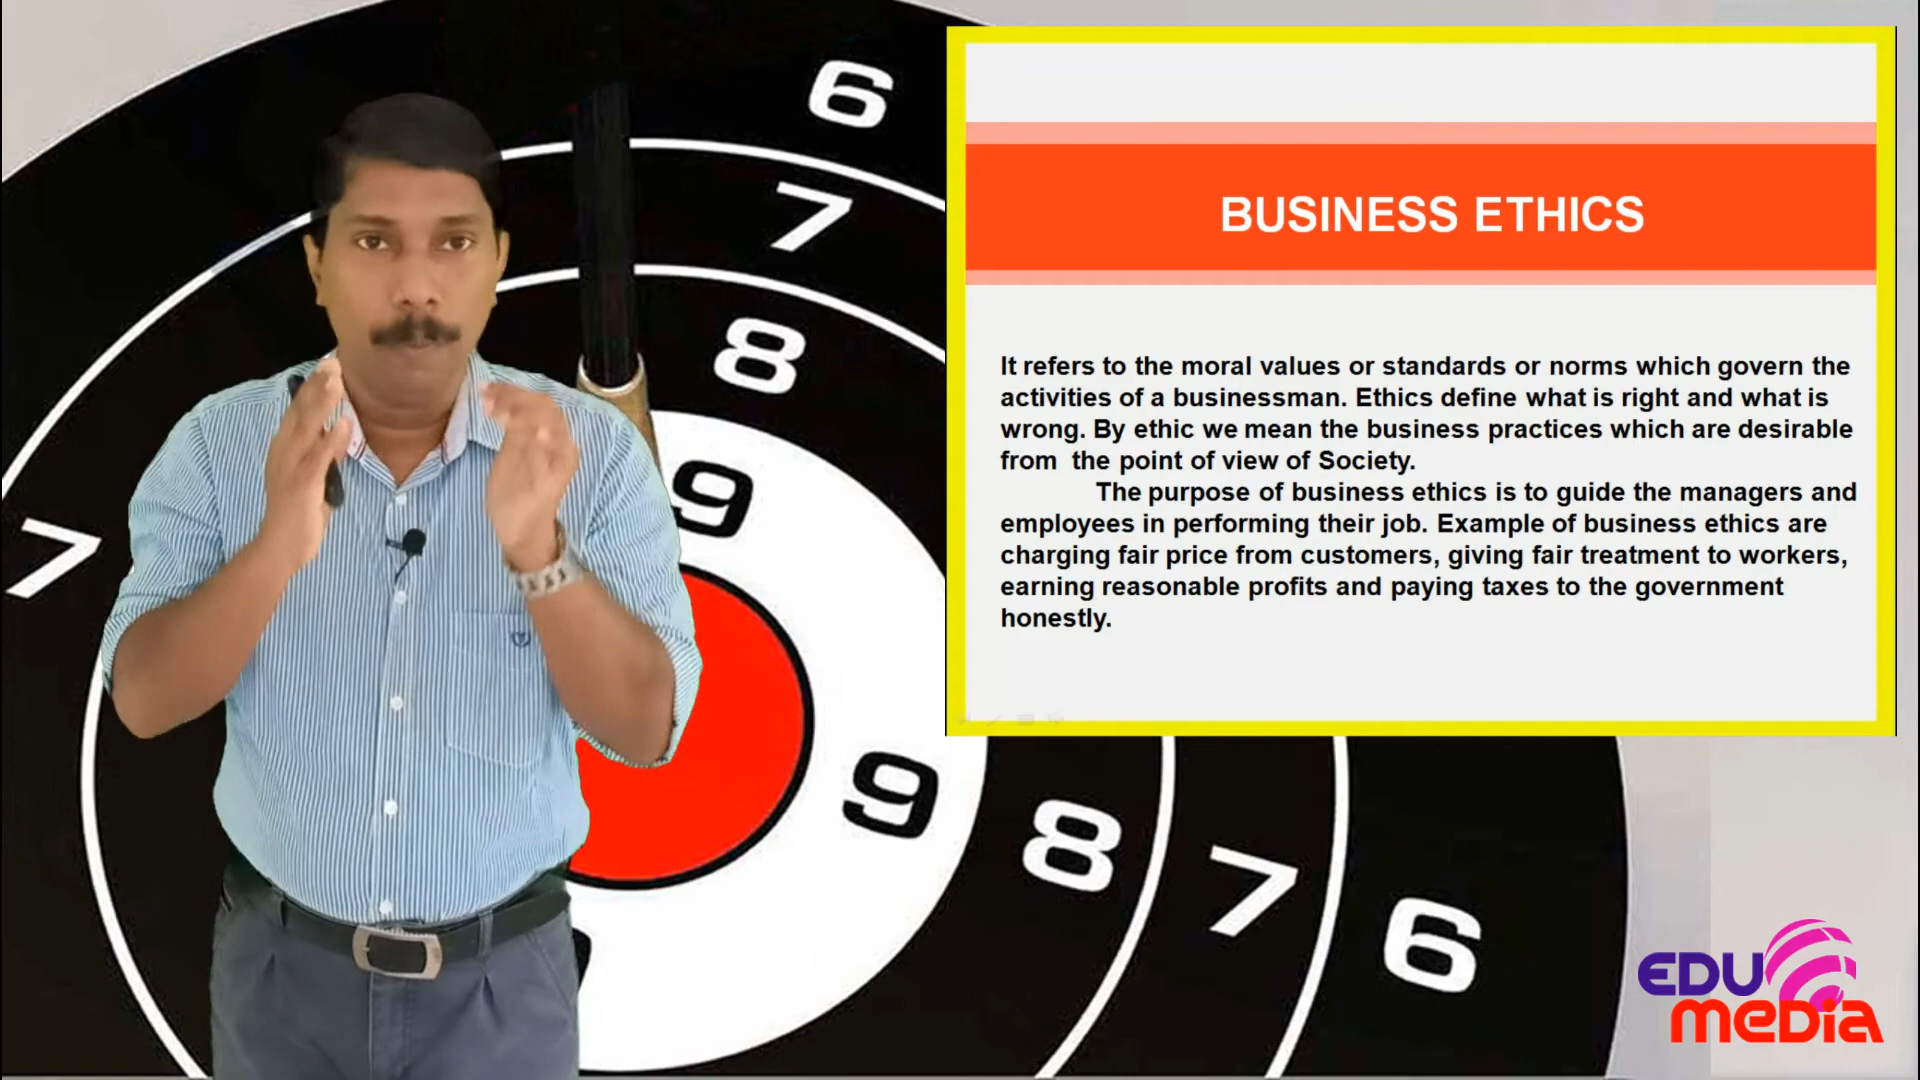 6
7
8
9
7
9
8
7
6
BUSINESS ETHICS
It refers to the moral values or standards or norms which govern the
activities of a businessman. Ethics define what is right and what is
wrong. By ethic we mean the business practices which are desirable
from the point of view of Society.
The purpose of business ethics is to guide the managers and
employees in performing their job. Example of business ethics are
charging fair price from customers, giving fair treatment to workers,
earning reasonable profits and paying taxes to the government
honestly.
EDU
meDia